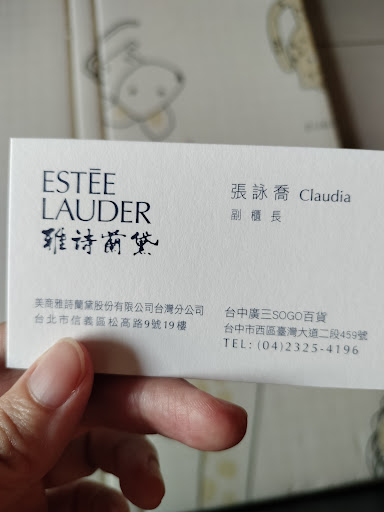 ESTĒE
LAUDER
雅詩蘭黛
張詠喬 Claudia
副櫃長
美商雅詩蘭黛股份有限公司台灣分公司
台北市信義區松高路9號19樓
台中廣三SOGO百貨
台中市西區臺灣大道二段459號
TEL: (04)2325-4196